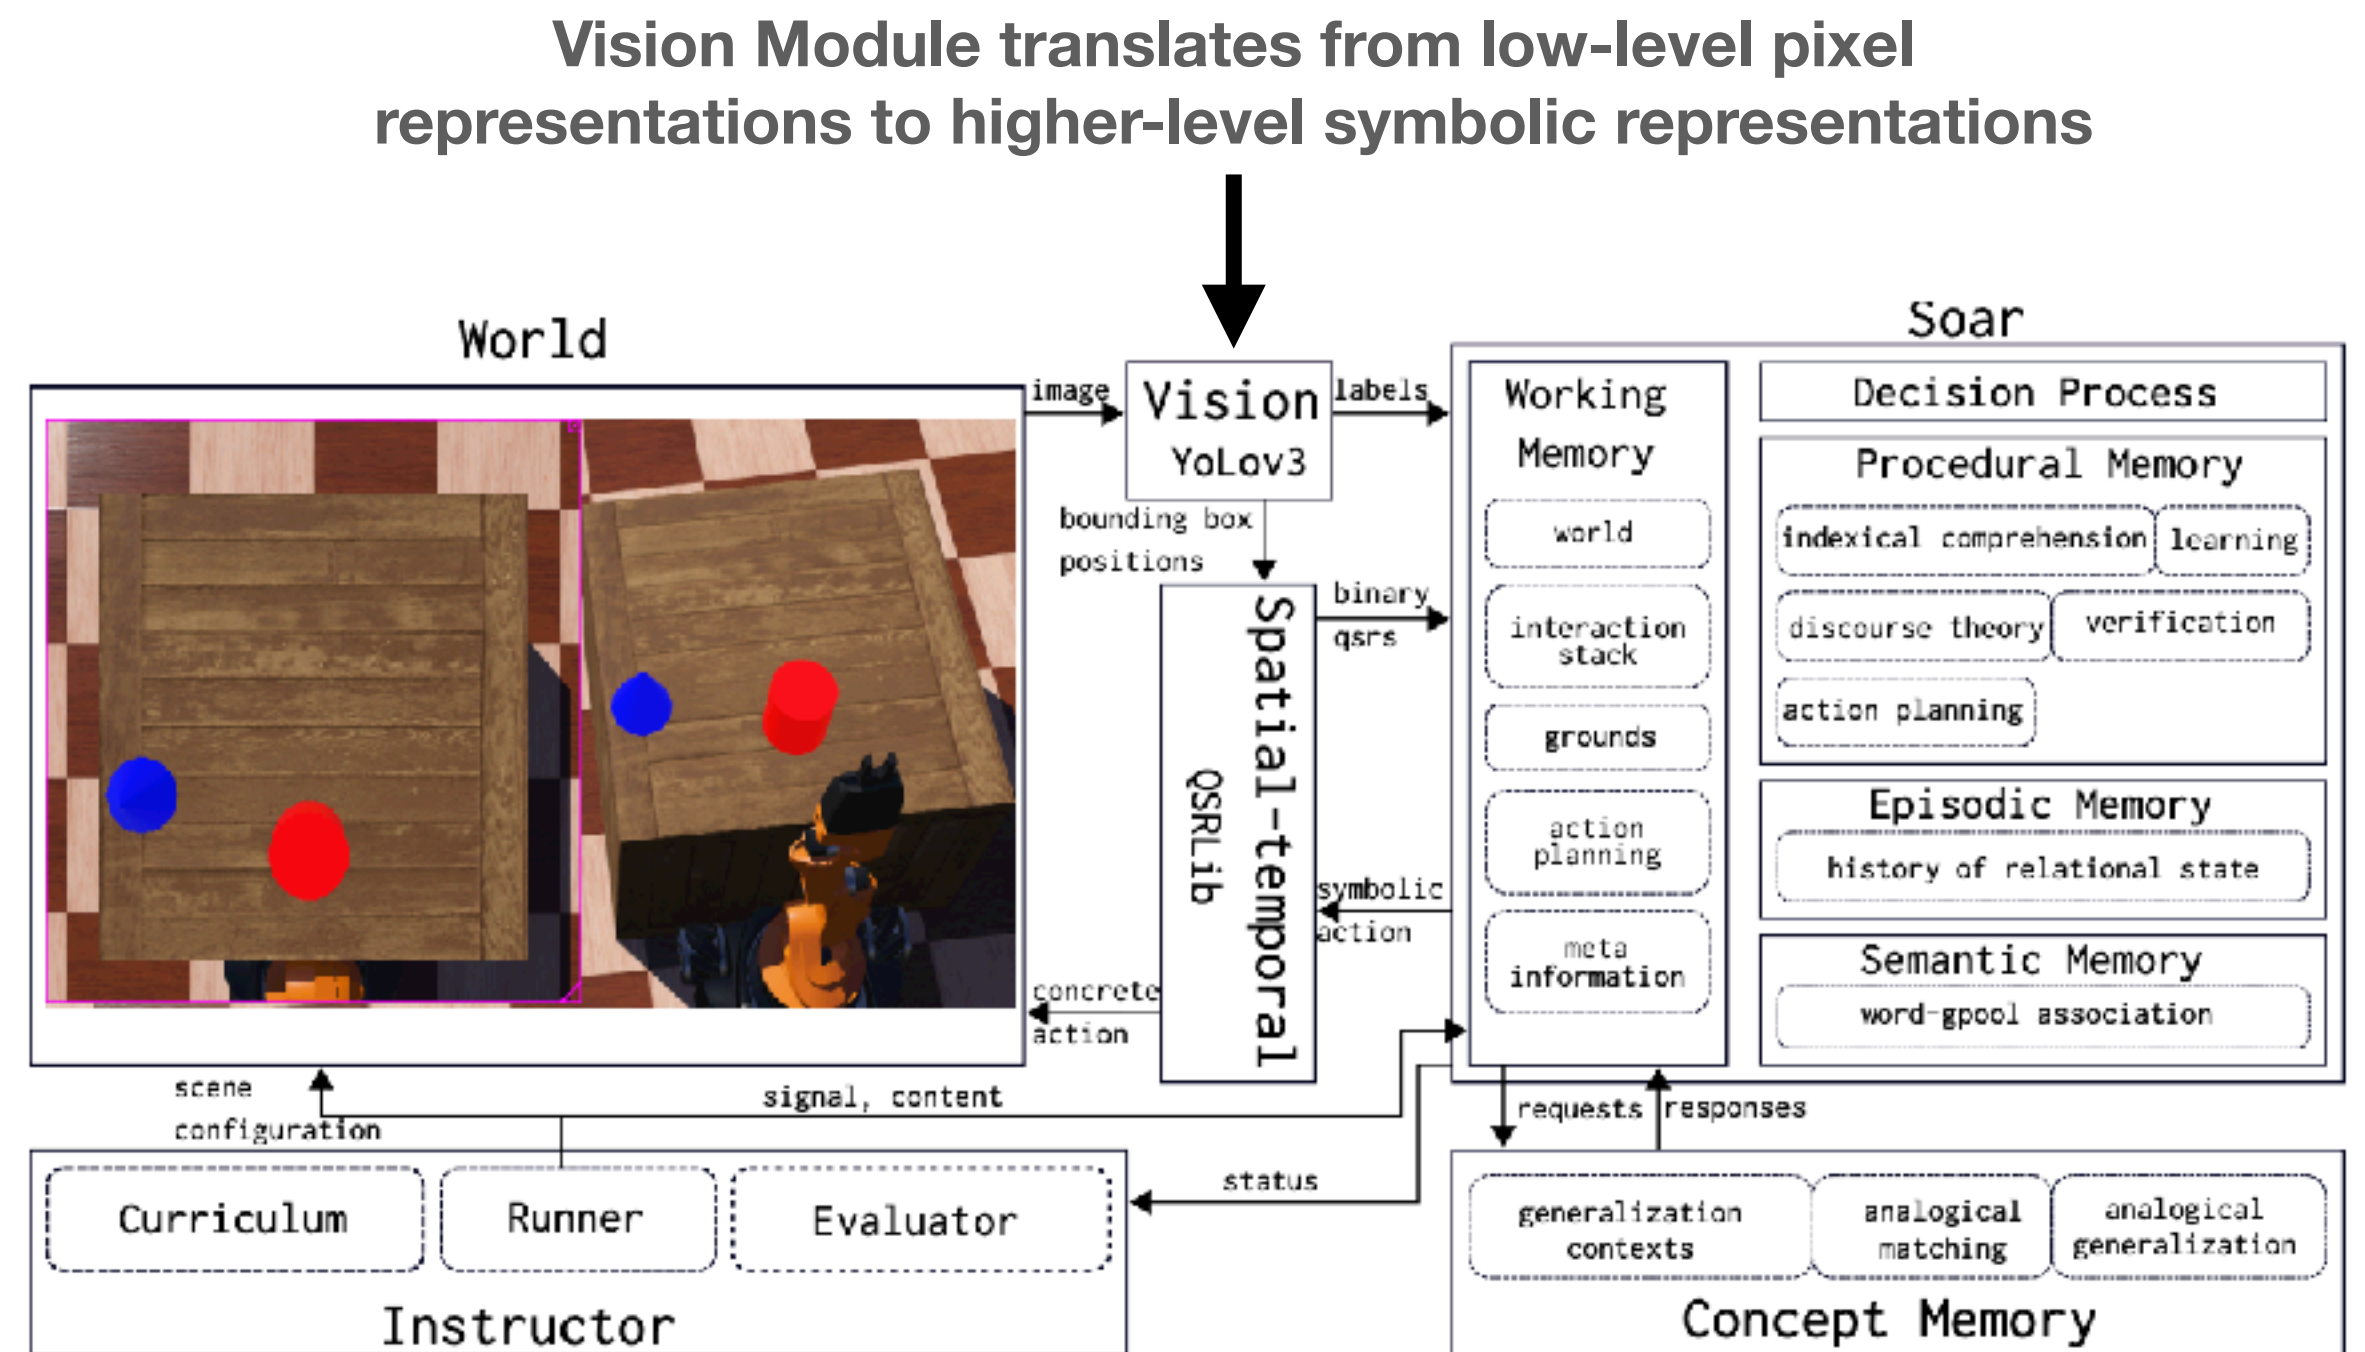 Vision Module translates from low-level pixel
representations to higher-level symbolic representations
World
Soar
image
Vision
YoLov3
labels
bounding box
positions
Spatial-temporal
QSRLib
binary
qsrs
symbolic
action
concrete
action
Working
Memory
world
interaction
stack
grounds
action
planning
meta
information
Decision Process
Procedural Memory
indexical comprehension
learning
discourse theory
verification
action planning
Episodic Memory
history of relational state
Semantic Memory
word-gpool association
scene
configuration
signal, content
requests
responses
status
Curriculum
Runner
Evaluator
Instructor
generalization
contexts
analogical
matching
analogical
generalization
Concept Memory